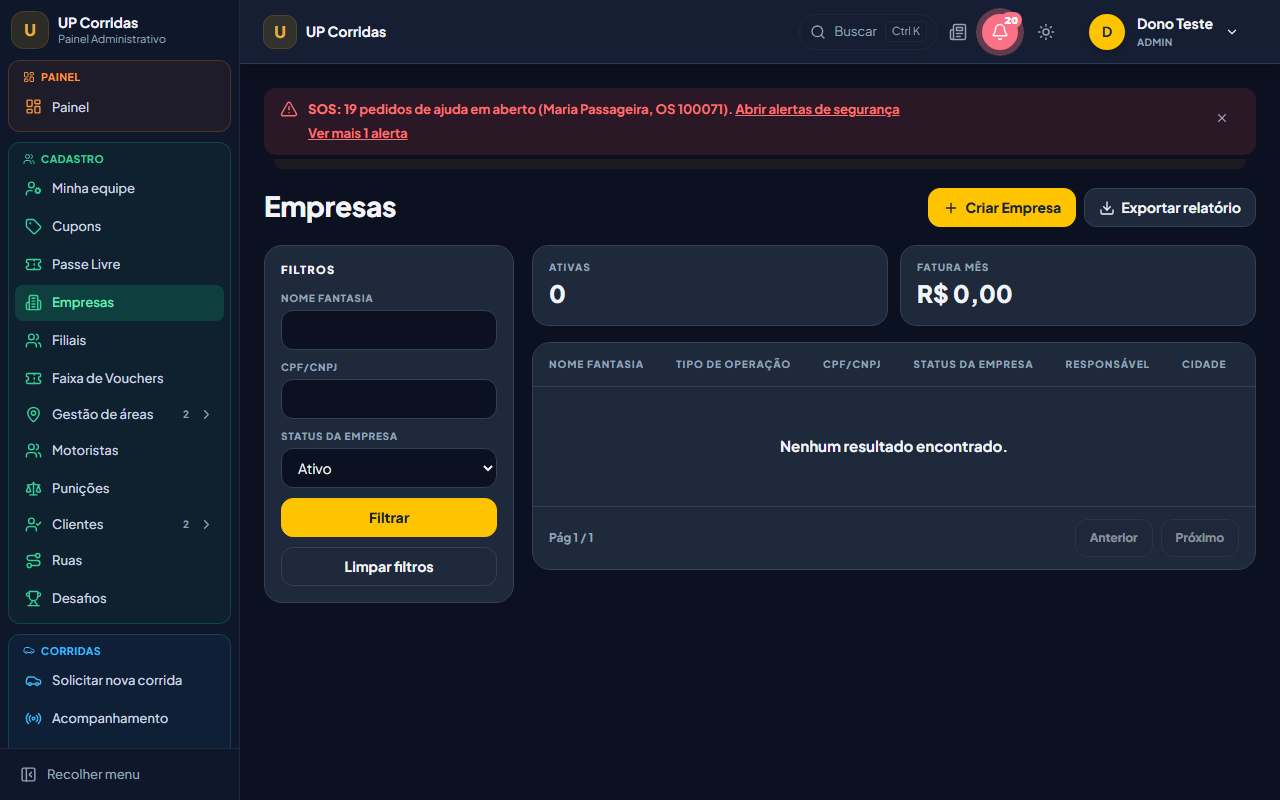 U
UP Corridas
Painel Administrativo
PAINEL
Painel
CADASTRO
Minha equipe
Cupons
Passe Livre
Empresas
Filiais
Faixa de Vouchers
Gestão de áreas 2
Motoristas
Punições
Clientes 2
Ruas
Desafios
CORRIDAS
Solicitar nova corrida
Acompanhamento
Recolher menu
U UP Corridas
Buscar Ctrl K
20
D
Dono Teste
ADMIN
SOS: 19 pedidos de ajuda em aberto (Maria Passageira, OS 100071). Abrir alertas de segurança
Ver mais 1 alerta
Empresas
Criar Empresa
Exportar relatório
FILTROS
NOME FANTASIA
CPF/CNPJ
STATUS DA EMPRESA
Ativo
Filtrar
Limpar filtros
ATIVAS
0
FATURA MÊS
R$ 0,00
NOME FANTASIA TIPO DE OPERAÇÃO CPF/CNPJ STATUS DA EMPRESA RESPONSÁVEL CIDADE
Nenhum resultado encontrado.
Pág 1 / 1
Anterior
Próximo